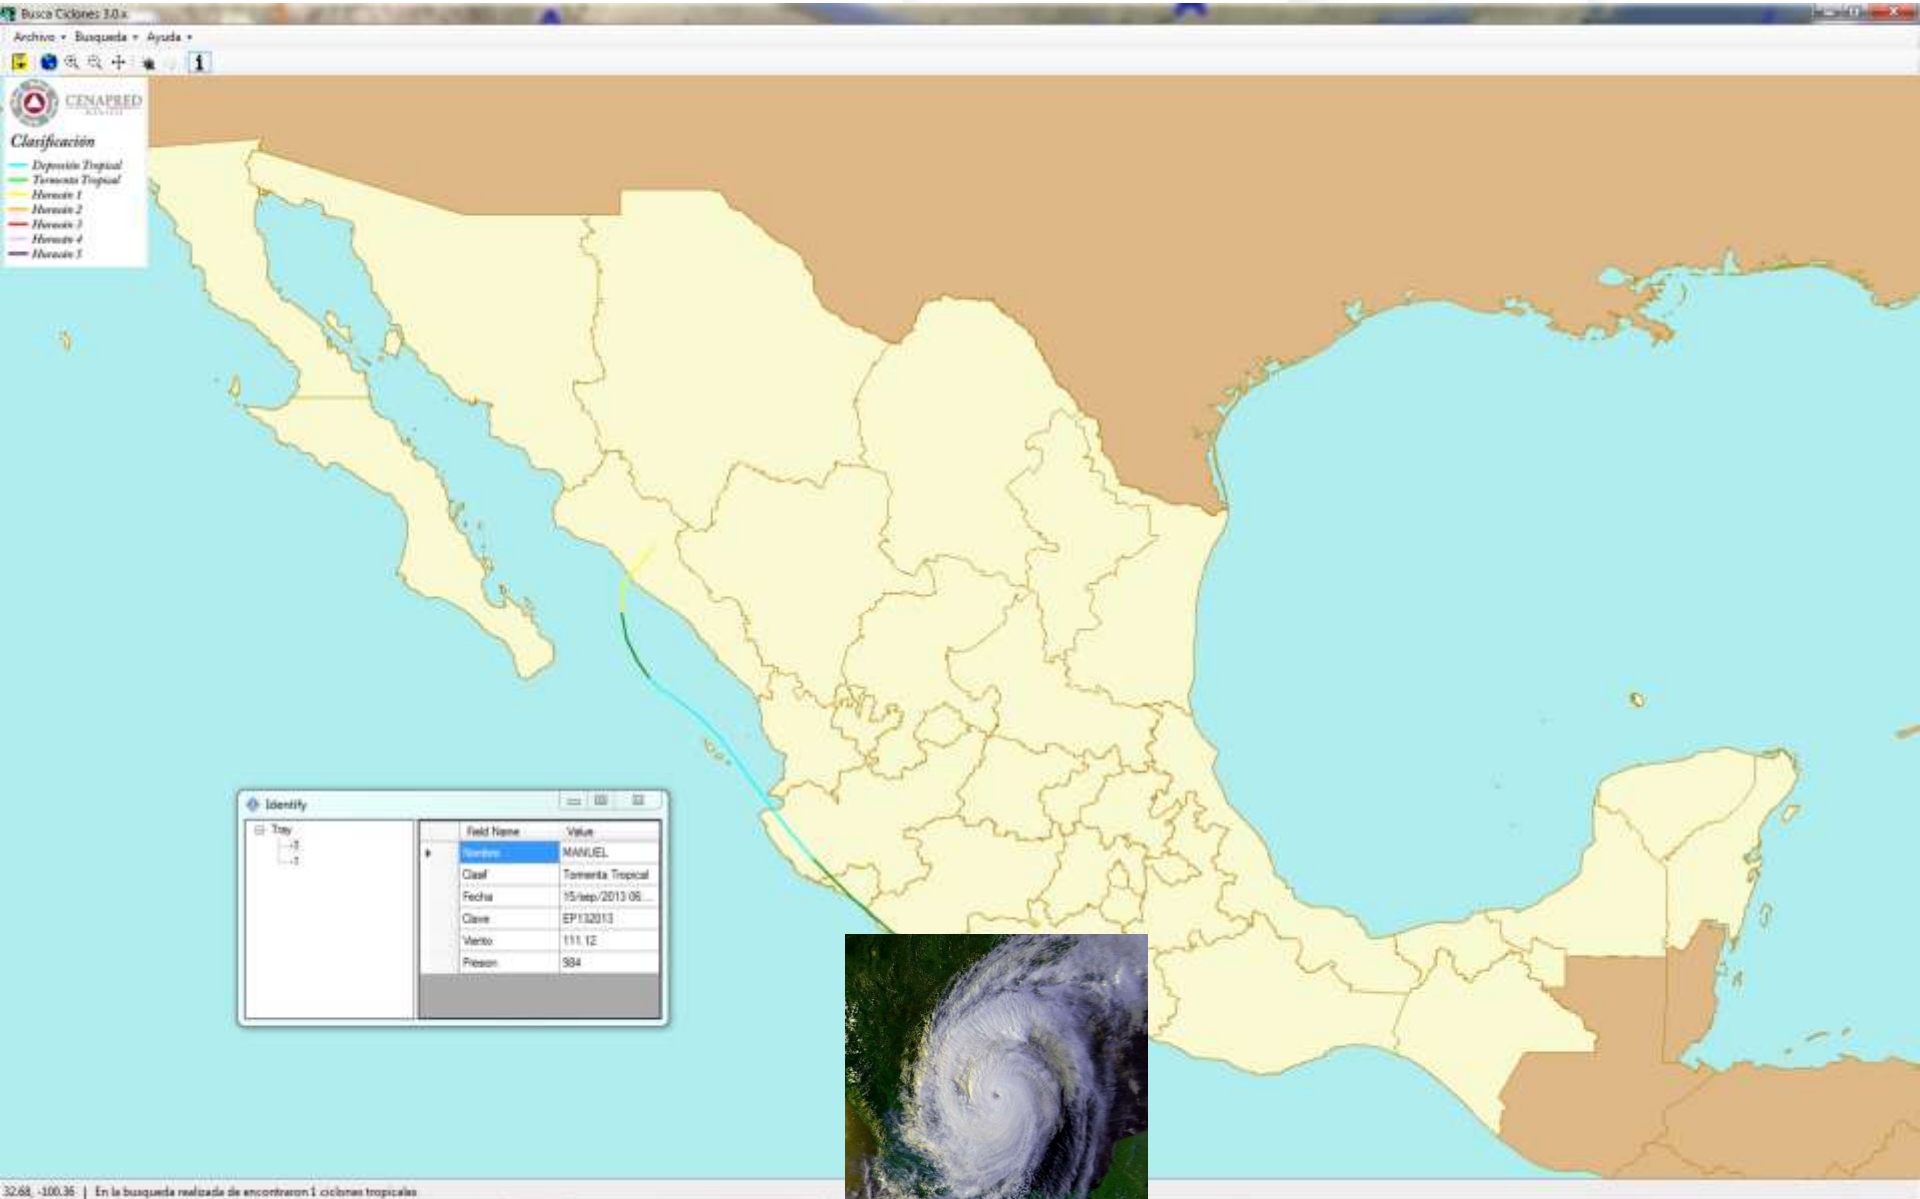 Busca Ciclones 3.0.x
Archivo Busqueda Ayuda
CENAPRED
Clasificación
Depresión Tropical
Tormenta Tropical
Huracán 1
Huracán 2
Huracán 3
Huracán 4
Huracán 5
Identify
Tray
Field Name Value
Nombre MANUEL
Clasif Tormenta Tropical
Fecha 15/sep/2013 06...
Clave EP132013
Viento 111.12
Presion 984
32.68, -100.36 | En la busqueda realizada de encontraron 1 ciclones tropicales